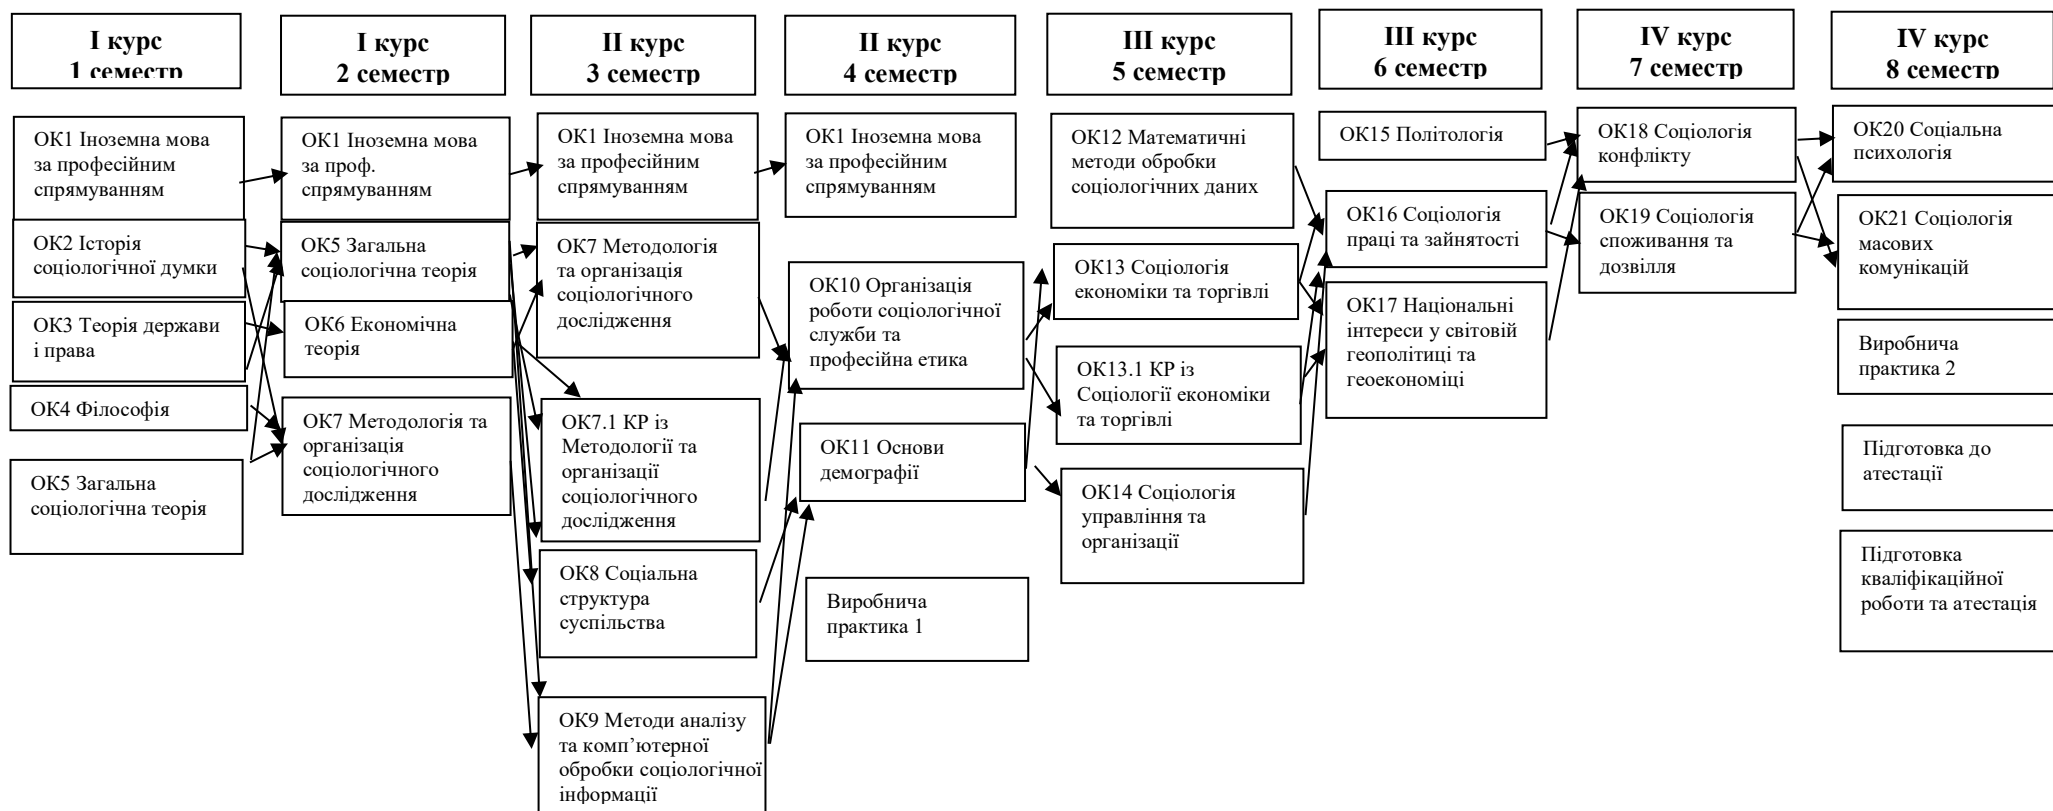 I курс
1 семестр
I курс
2 семестр
II курс
3 семестр
II курс
4 семестр
III курс
5 семестр
III курс
6 семестр
IV курс
7 семестр
IV курс
8 семестр
ОК1 Іноземна мова
за професійним
спрямуванням
ОК2 Історія
соціологічної думки
ОК3 Теорія держави
і права
ОК4 Філософія
ОК5 Загальна
соціологічна теорія
ОК1 Іноземна мова
за проф.
спрямуванням
ОК5 Загальна
соціологічна теорія
ОК6 Економічна
теорія
ОК7 Методологія та
організація
соціологічного
дослідження
ОК1 Іноземна мова
за професійним
спрямуванням
ОК7 Методологія
та організація
соціологічного
дослідження
ОК7.1 КР із
Методології та
організації
соціологічного
дослідження
ОК8 Соціальна
структура
суспільства
ОК9 Методи аналізу
та комп’ютерної
обробки соціологічної
інформації
ОК1 Іноземна мова
за професійним
спрямуванням
ОК10 Організація
роботи соціологічної
служби та
професійна етика
ОК11 Основи
демографії
Виробнича
практика 1
ОК12 Математичні
методи обробки
соціологічних даних
ОК13 Соціологія
економіки та торгівлі
ОК13.1 КР із
Соціології економіки
та торгівлі
ОК14 Соціологія
управління та
організації
ОК15 Політологія
ОК16 Соціологія
праці та зайнятості
ОК17 Національні
інтереси у світовій
геополітиці та
геоекономіці
ОК18 Соціологія
конфлікту
ОК19 Соціологія
споживання та
дозвілля
ОК20 Соціальна
психологія
ОК21 Соціологія
масових
комунікацій
Виробнича
практика 2
Підготовка до
атестації
Підготовка
кваліфікаційної
роботи та атестація